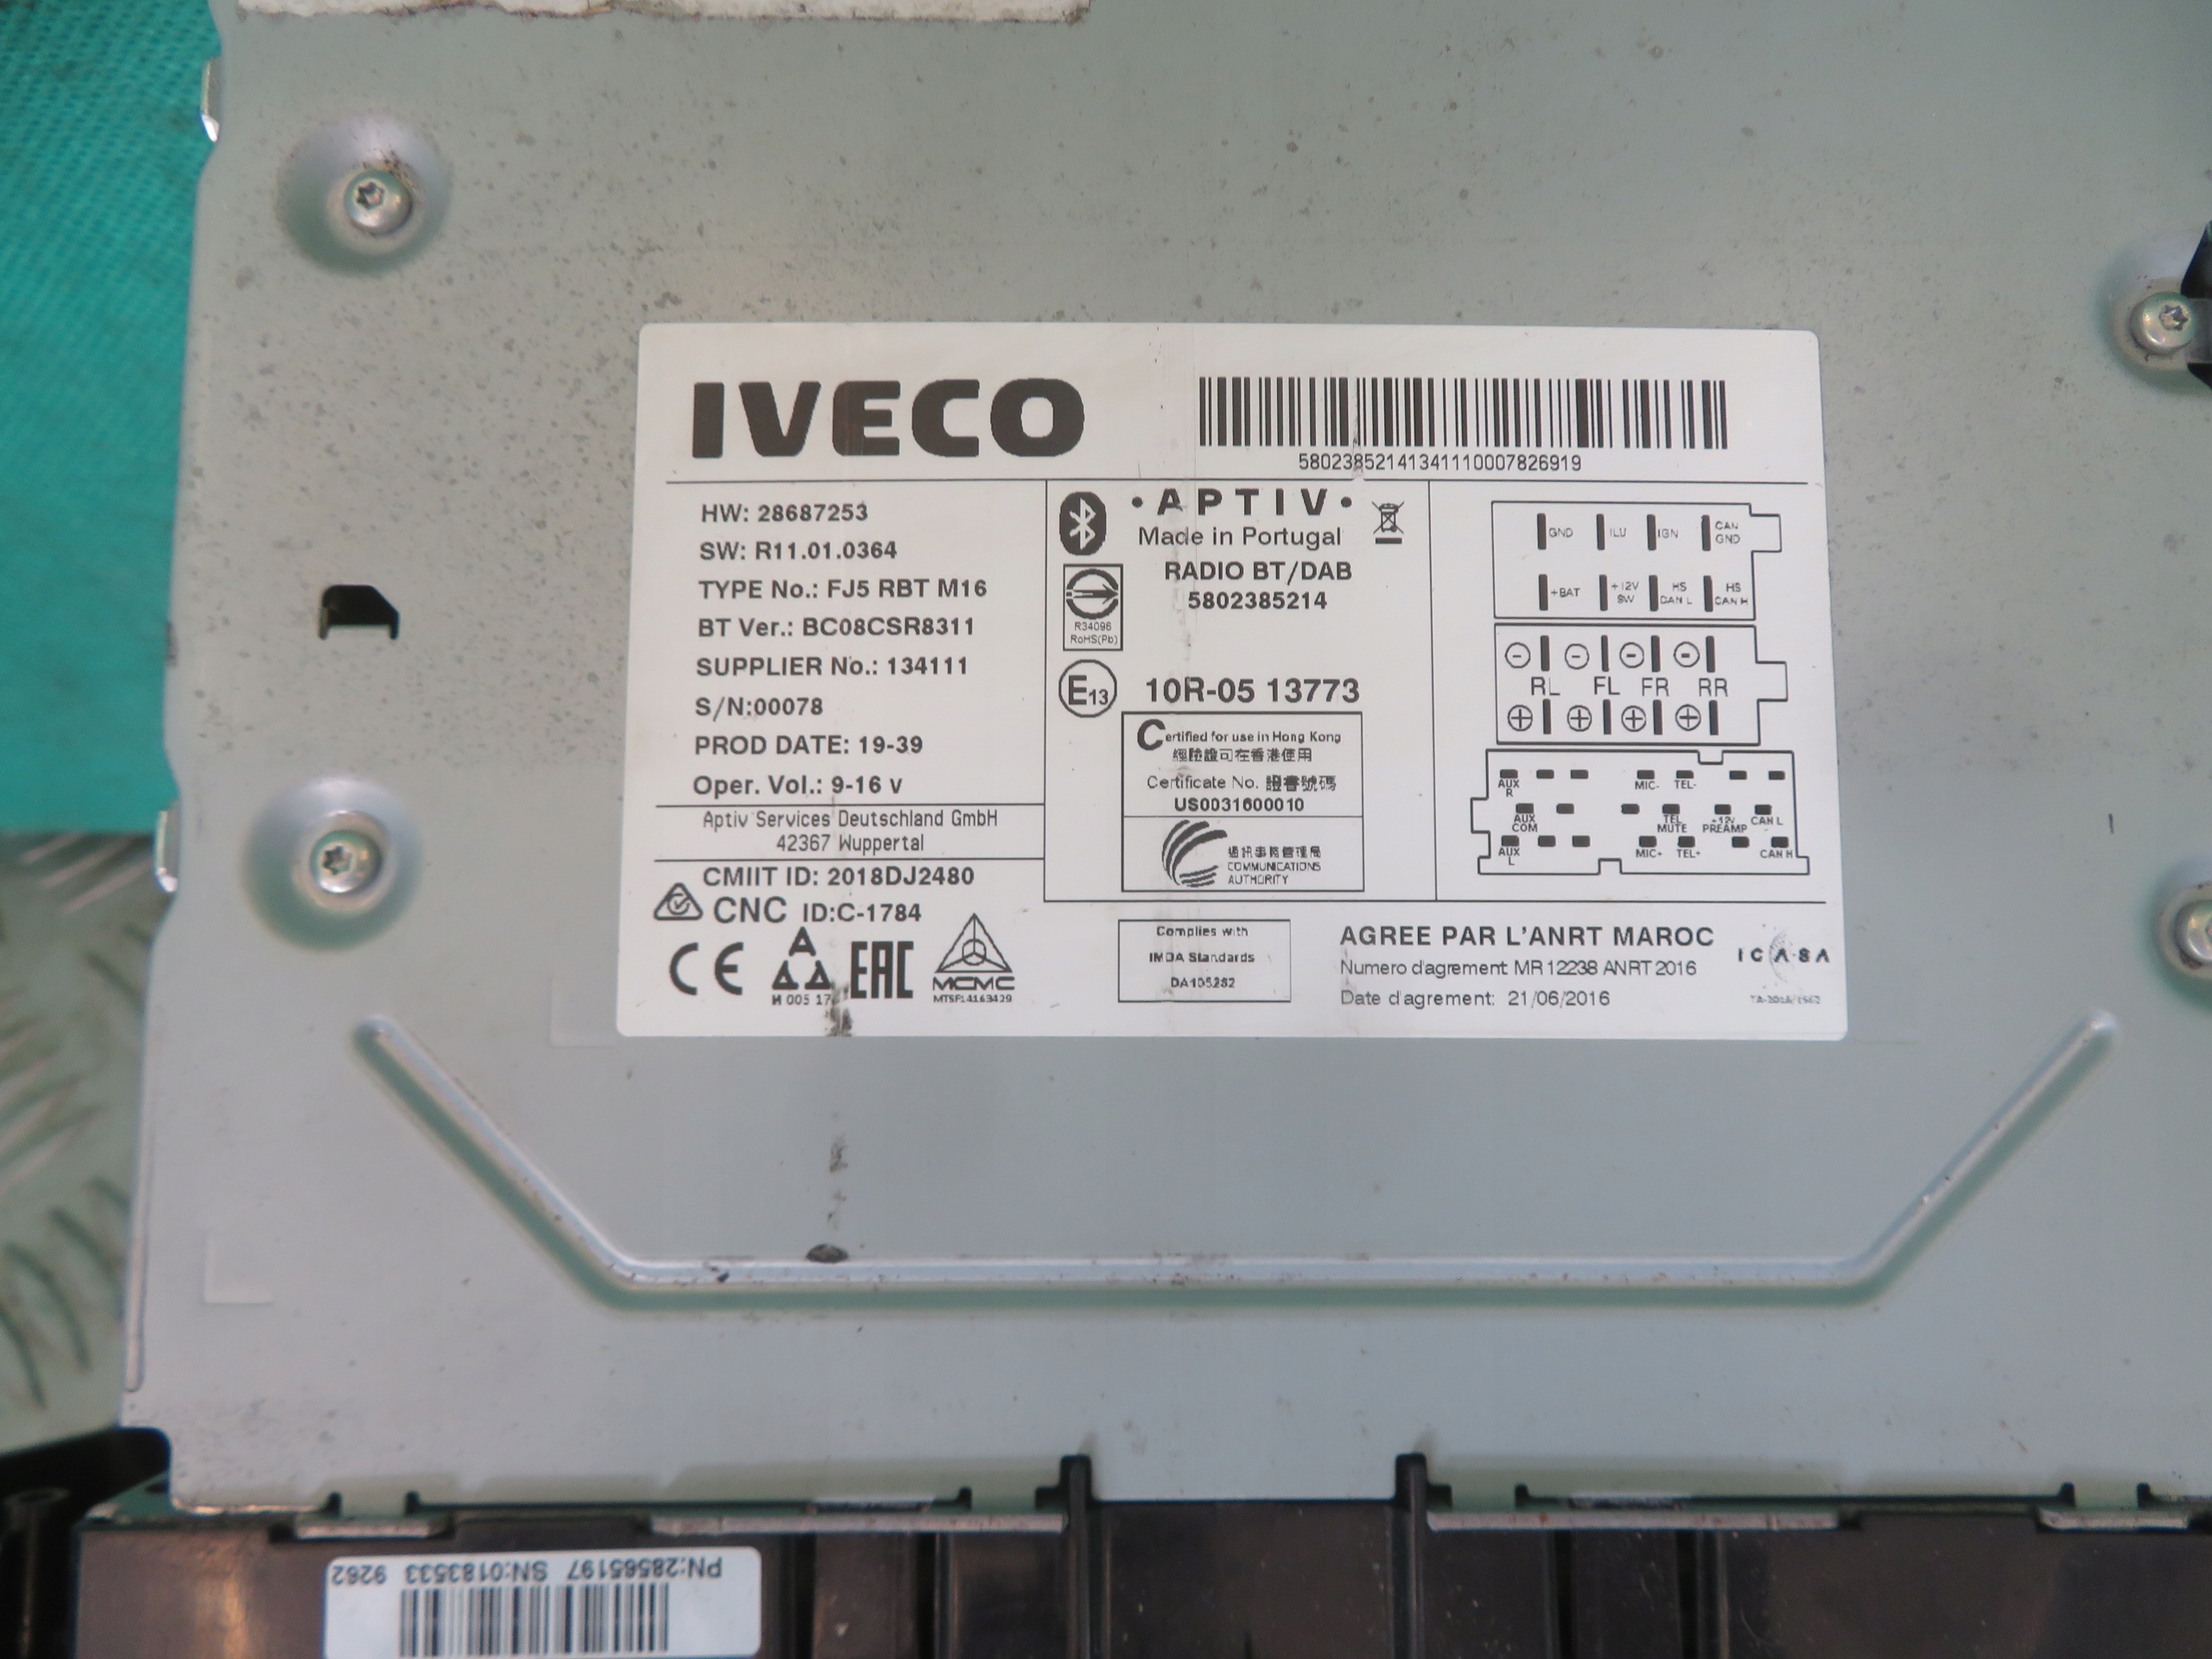 IVECO
58023852141341110007826919
HW: 28687253
SW: R11.01.0364
TYPE No.: FJ5 RBT M16
BT Ver.: BC08CSR8311
SUPPLIER No.: 134111
S/N:00078
PROD DATE: 19-39
Oper. Vol.: 9-16 v
Aptiv Services Deutschland GmbH
42367 Wuppertal
CMIIT ID: 2018DJ2480
CNC ID:C-1784
CE
EAC
MCMC
MTSF14163429
• APTIV •
Made in Portugal
RADIO BT/DAB
5802385214
R34096
RoHS(Pb)
E13 10R-05 13773
Certified for use in Hong Kong
經驗證可在香港使用
Certificate No. 證書號碼
US0031600010
通訊事務管理局
COMMUNICATIONS
AUTHORITY
Complies with
IMDA Standards
DA105282
GND ILU IGN CAN GND
+BAT +12V SW HS CAN L HS CAN H
RL FL FR RR
AUX R MIC- TEL-
AUX COM TEL MUTE +12V PREAMP CAN L
AUX L MIC+ TEL+ CAN H
AGREE PAR L'ANRT MAROC
Numero d'agrement MR 12238 ANRT 2016
Date d'agrement: 21/06/2016
ICASA
PN:28565197 SN:0183533 9262